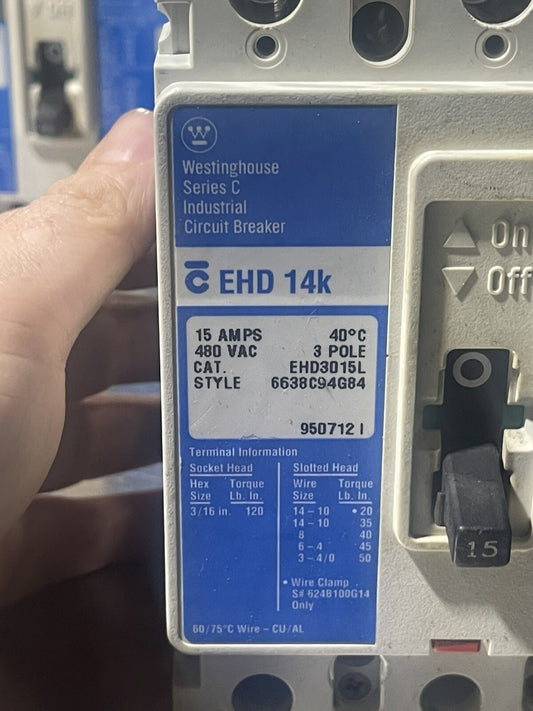 W
Westinghouse
Series C
Industrial
Circuit Breaker
C EHD 14k
15 AMPS 40°C
480 VAC 3 POLE
CAT. EHD3015L
STYLE 6638C94G84
950712 I
Terminal Information
Socket Head
Hex Torque
Size Lb. In.
3/16 in. 120
Slotted Head
Wire Torque
Size Lb. In.
14 – 10 • 20
14 – 10 35
8 40
6 – 4 45
3 – 4/0 50
• Wire Clamp
S# 624B100G14
Only
60/75°C Wire – CU/AL
On
Off
O
15